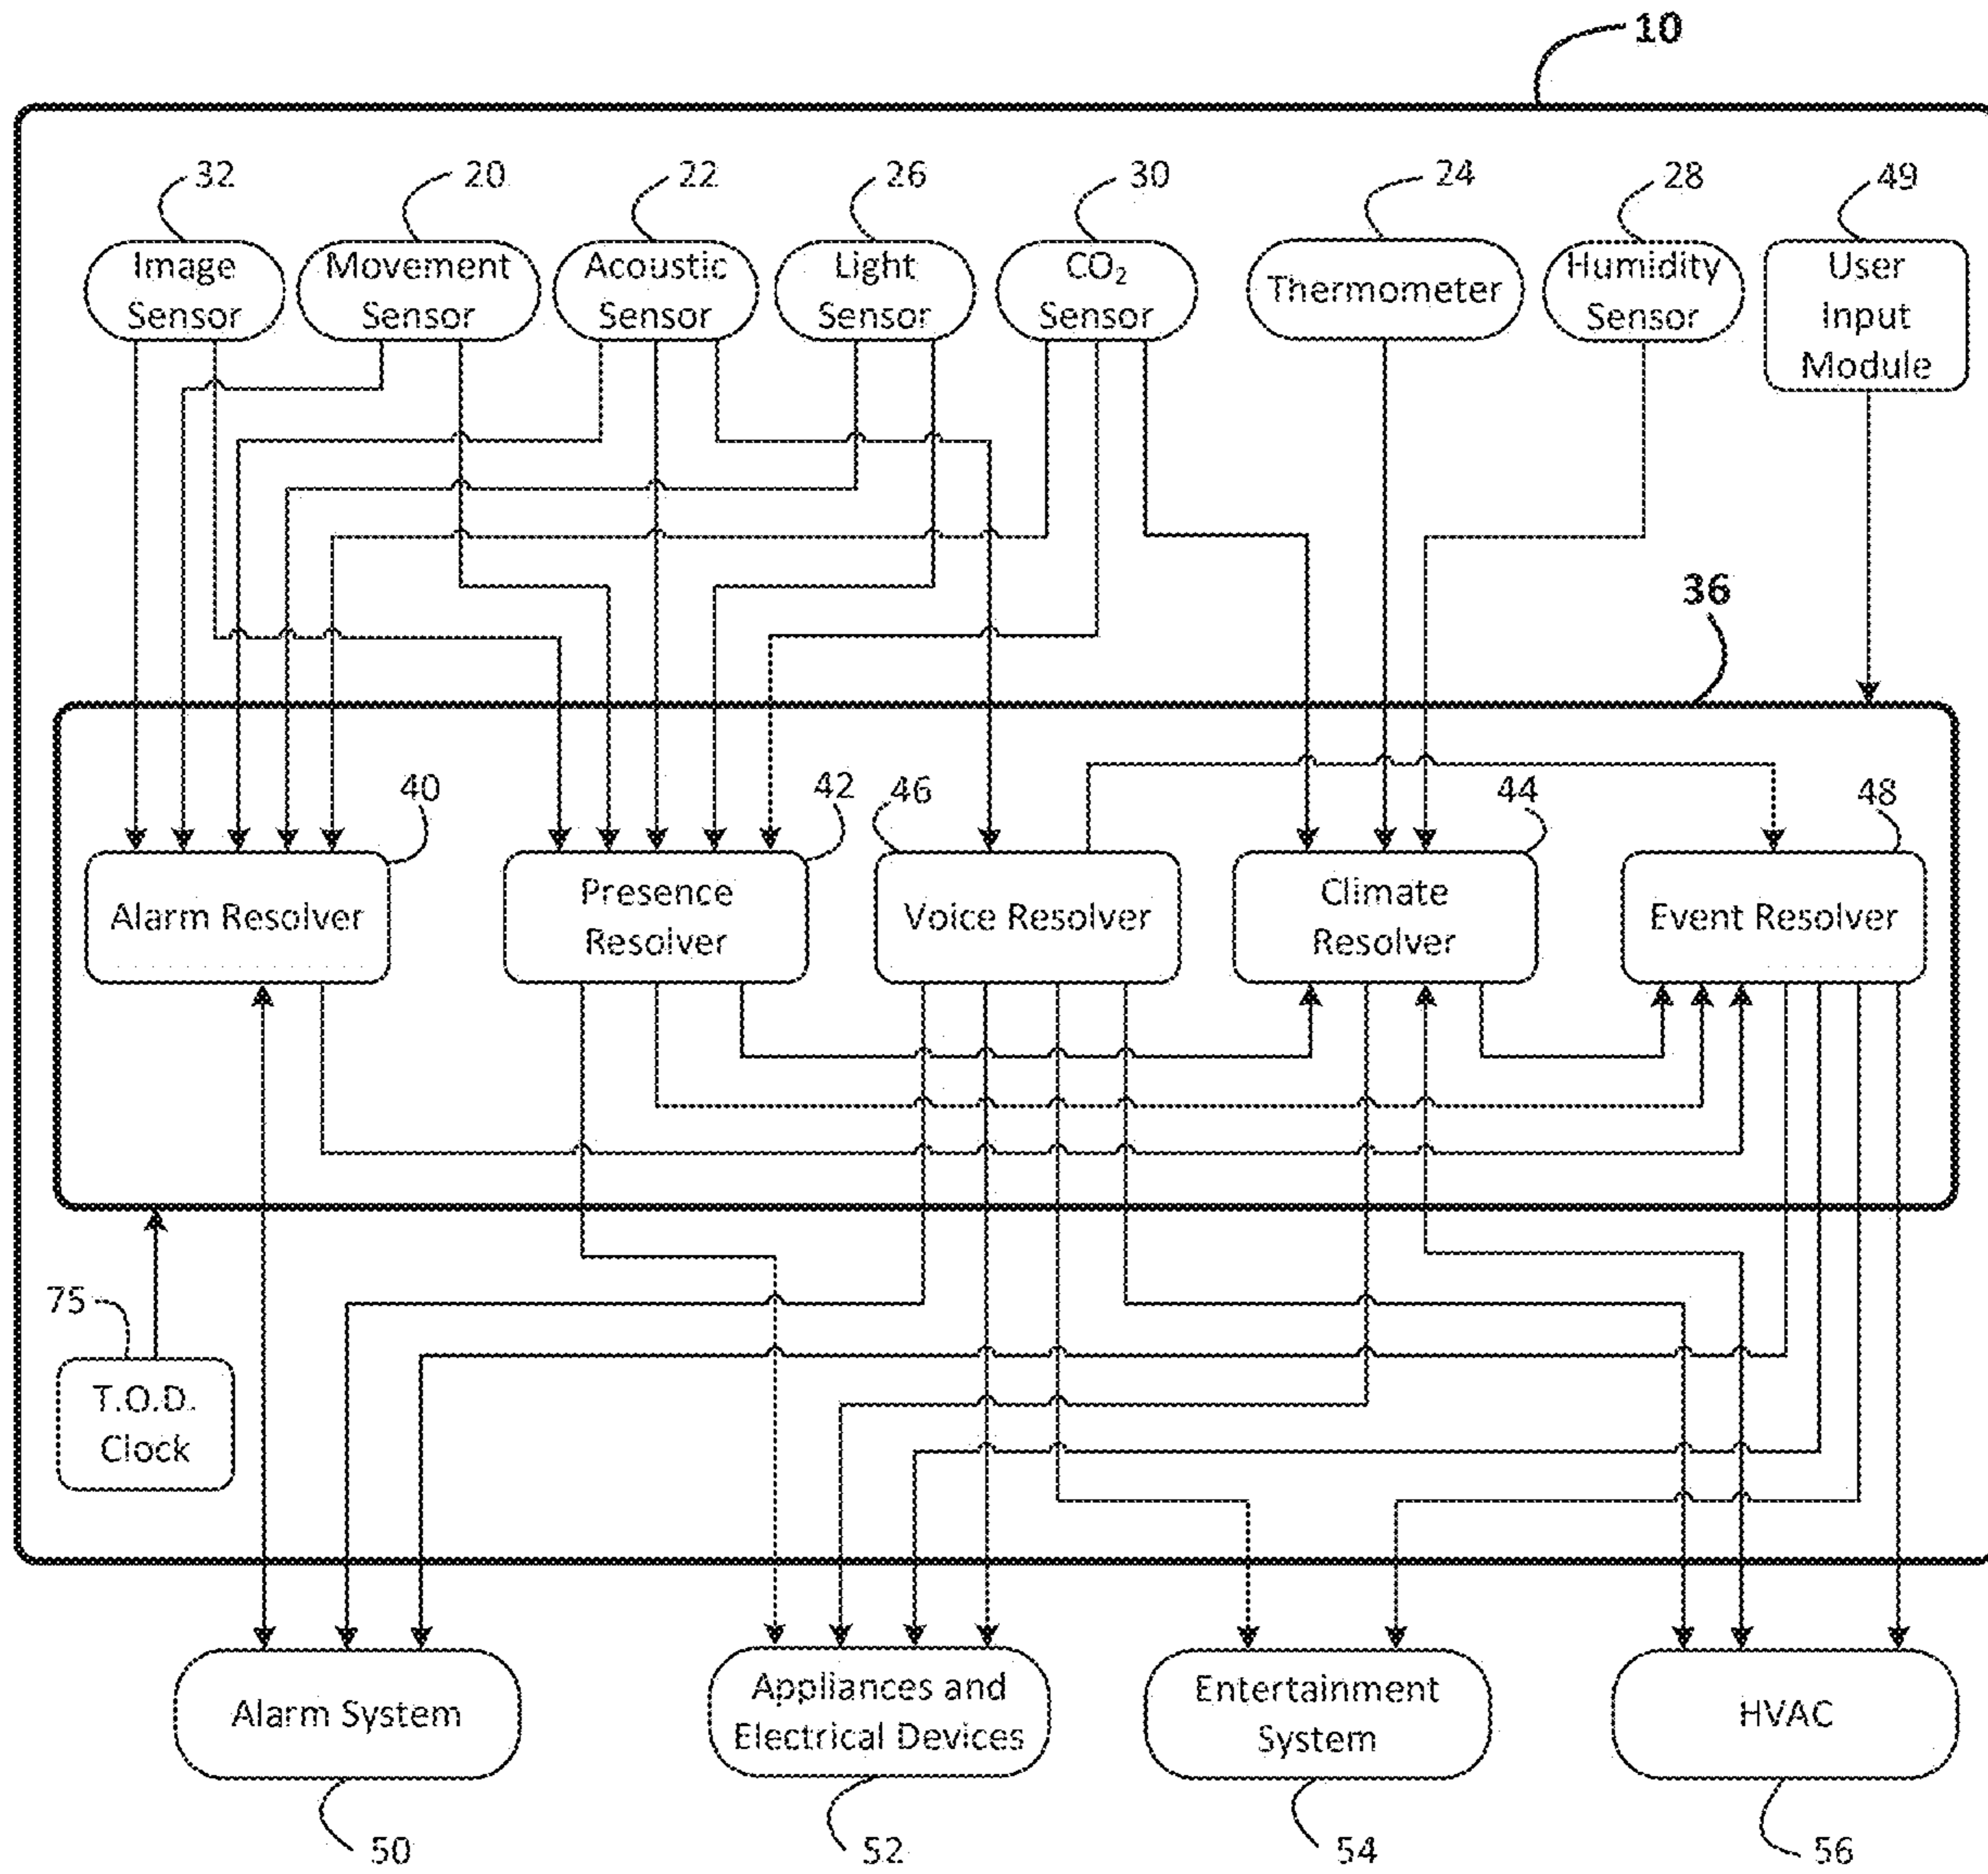 10
32
20
22
26
30
24
28
49
Image
Sensor
Movement
Sensor
Acoustic
Sensor
Light
Sensor
CO₂
Sensor
Thermometer
Humidity
Sensor
User
Input
Module
36
40
42
46
44
48
Alarm Resolver
Presence
Resolver
Voice Resolver
Climate
Resolver
Event Resolver
75
T.O.D.
Clock
Alarm System
Appliances and
Electrical Devices
Entertainment
System
HVAC
50
52
54
56